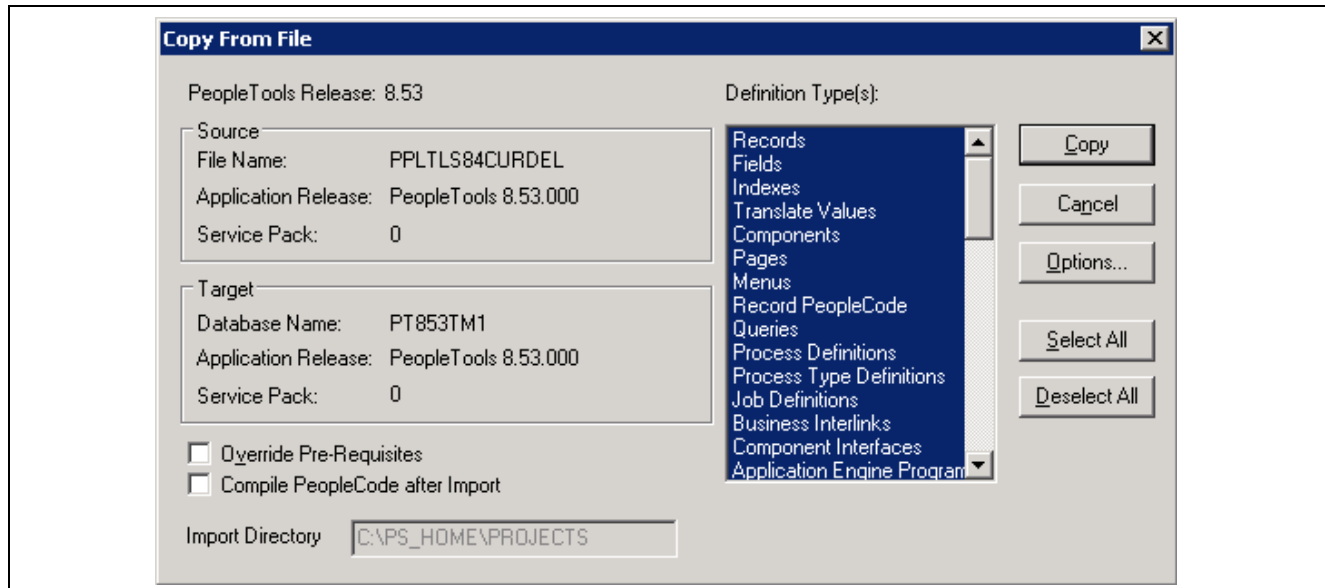 Copy From File
PeopleTools Release: 8.53
Source
File Name: PPLTLS84CURDEL
Application Release: PeopleTools 8.53.000
Service Pack: 0
Target
Database Name: PT853TM1
Application Release: PeopleTools 8.53.000
Service Pack: 0
Override Pre-Requisites
Compile PeopleCode after Import
Import Directory C:\PS_HOME\PROJECTS
Definition Type(s):
Records
Fields
Indexes
Translate Values
Components
Pages
Menus
Record PeopleCode
Queries
Process Definitions
Process Type Definitions
Job Definitions
Business Interlinks
Component Interfaces
Application Engine Program
Copy
Cancel
Options...
Select All
Deselect All